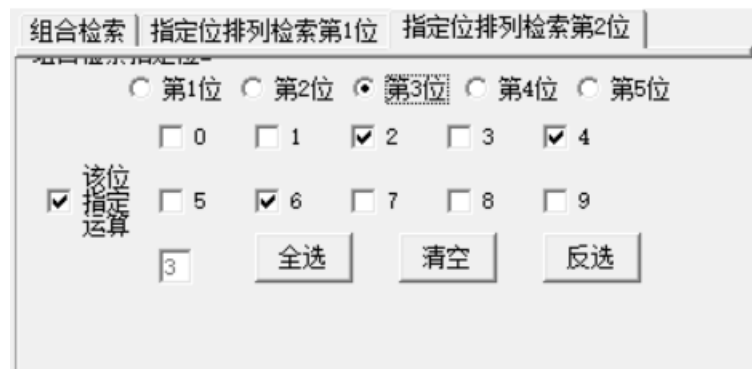 组合检索 指定位排列检索第1位 指定位排列检索第2位
第1位 第2位 第3位 第4位 第5位
0 1 2 3 4
该位
指定
运算
5 6 7 8 9
3 全选 清空 反选